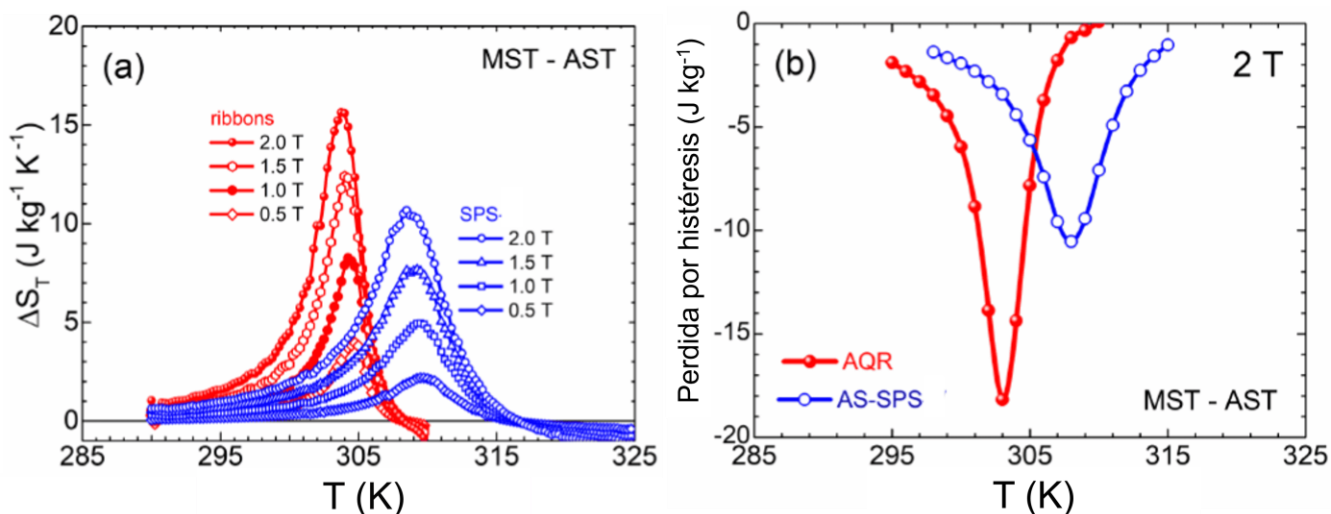 (a)
MST - AST
ribbons
2.0 T
1.5 T
1.0 T
0.5 T
SPS-
2.0 T
1.5 T
1.0 T
0.5 T
20
15
10
5
0
ΔS_T (J kg⁻¹ K⁻¹)
285 295 305 315 325
T (K)
(b)
2 T
AQR
AS-SPS
MST - AST
0
-5
-10
-15
-20
Perdida por histéresis (J kg⁻¹)
285 295 305 315 325
T (K)